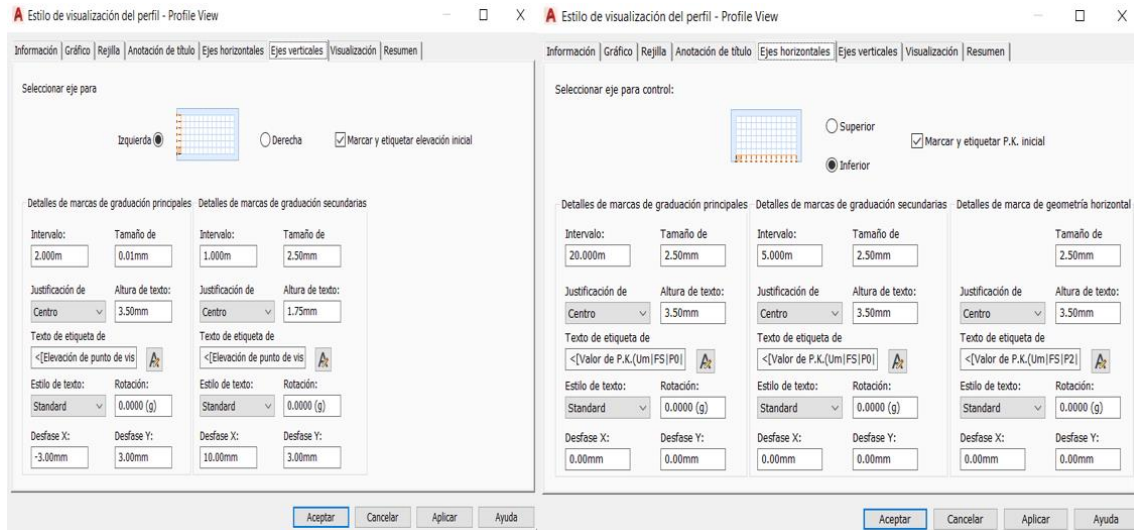 Estilo de visualización del perfil - Profile View
Información Gráfico Rejilla Anotación de título Ejes horizontales Ejes verticales Visualización Resumen
Seleccionar eje para
Izquierda Derecha Marcar y etiquetar elevación inicial
Detalles de marcas de graduación principales Detalles de marcas de graduación secundarias
Intervalo: Tamaño de Intervalo: Tamaño de
2.000m 0.01mm 1.000m 2.50mm
Justificación de Altura de texto: Justificación de Altura de texto:
Centro 3.50mm Centro 1.75mm
Texto de etiqueta de Texto de etiqueta de
<[Elevación de punto de vis <[Elevación de punto de vis
Estilo de texto: Rotación: Estilo de texto: Rotación:
Standard 0.0000 (g) Standard 0.0000 (g)
Desfase X: Desfase Y: Desfase X: Desfase Y:
-3.00mm 3.00mm 10.00mm 3.00mm
Aceptar Cancelar Aplicar Ayuda
Estilo de visualización del perfil - Profile View
Información Gráfico Rejilla Anotación de título Ejes horizontales Ejes verticales Visualización Resumen
Seleccionar eje para control:
Superior
Marcar y etiquetar P.K. inicial
Inferior
Detalles de marcas de graduación principales Detalles de marcas de graduación secundarias Detalles de marca de geometría horizontal
Intervalo: Tamaño de Intervalo: Tamaño de Tamaño de
20.000m 2.50mm 5.000m 2.50mm 2.50mm
Justificación de Altura de texto: Justificación de Altura de texto: Justificación de Altura de texto:
Centro 3.50mm Centro 3.50mm Centro 3.50mm
Texto de etiqueta de Texto de etiqueta de Texto de etiqueta de
<[Valor de P.K.(Um|FS|P0| <[Valor de P.K.(Um|FS|P0| <[Valor de P.K.(Um|FS|P2|
Estilo de texto: Rotación: Estilo de texto: Rotación: Estilo de texto: Rotación:
Standard 0.0000 (g) Standard 0.0000 (g) Standard 0.0000 (g)
Desfase X: Desfase Y: Desfase X: Desfase Y: Desfase X: Desfase Y:
0.00mm 0.00mm 0.00mm 0.00mm 0.00mm 0.00mm
Aceptar Cancelar Aplicar Ayuda